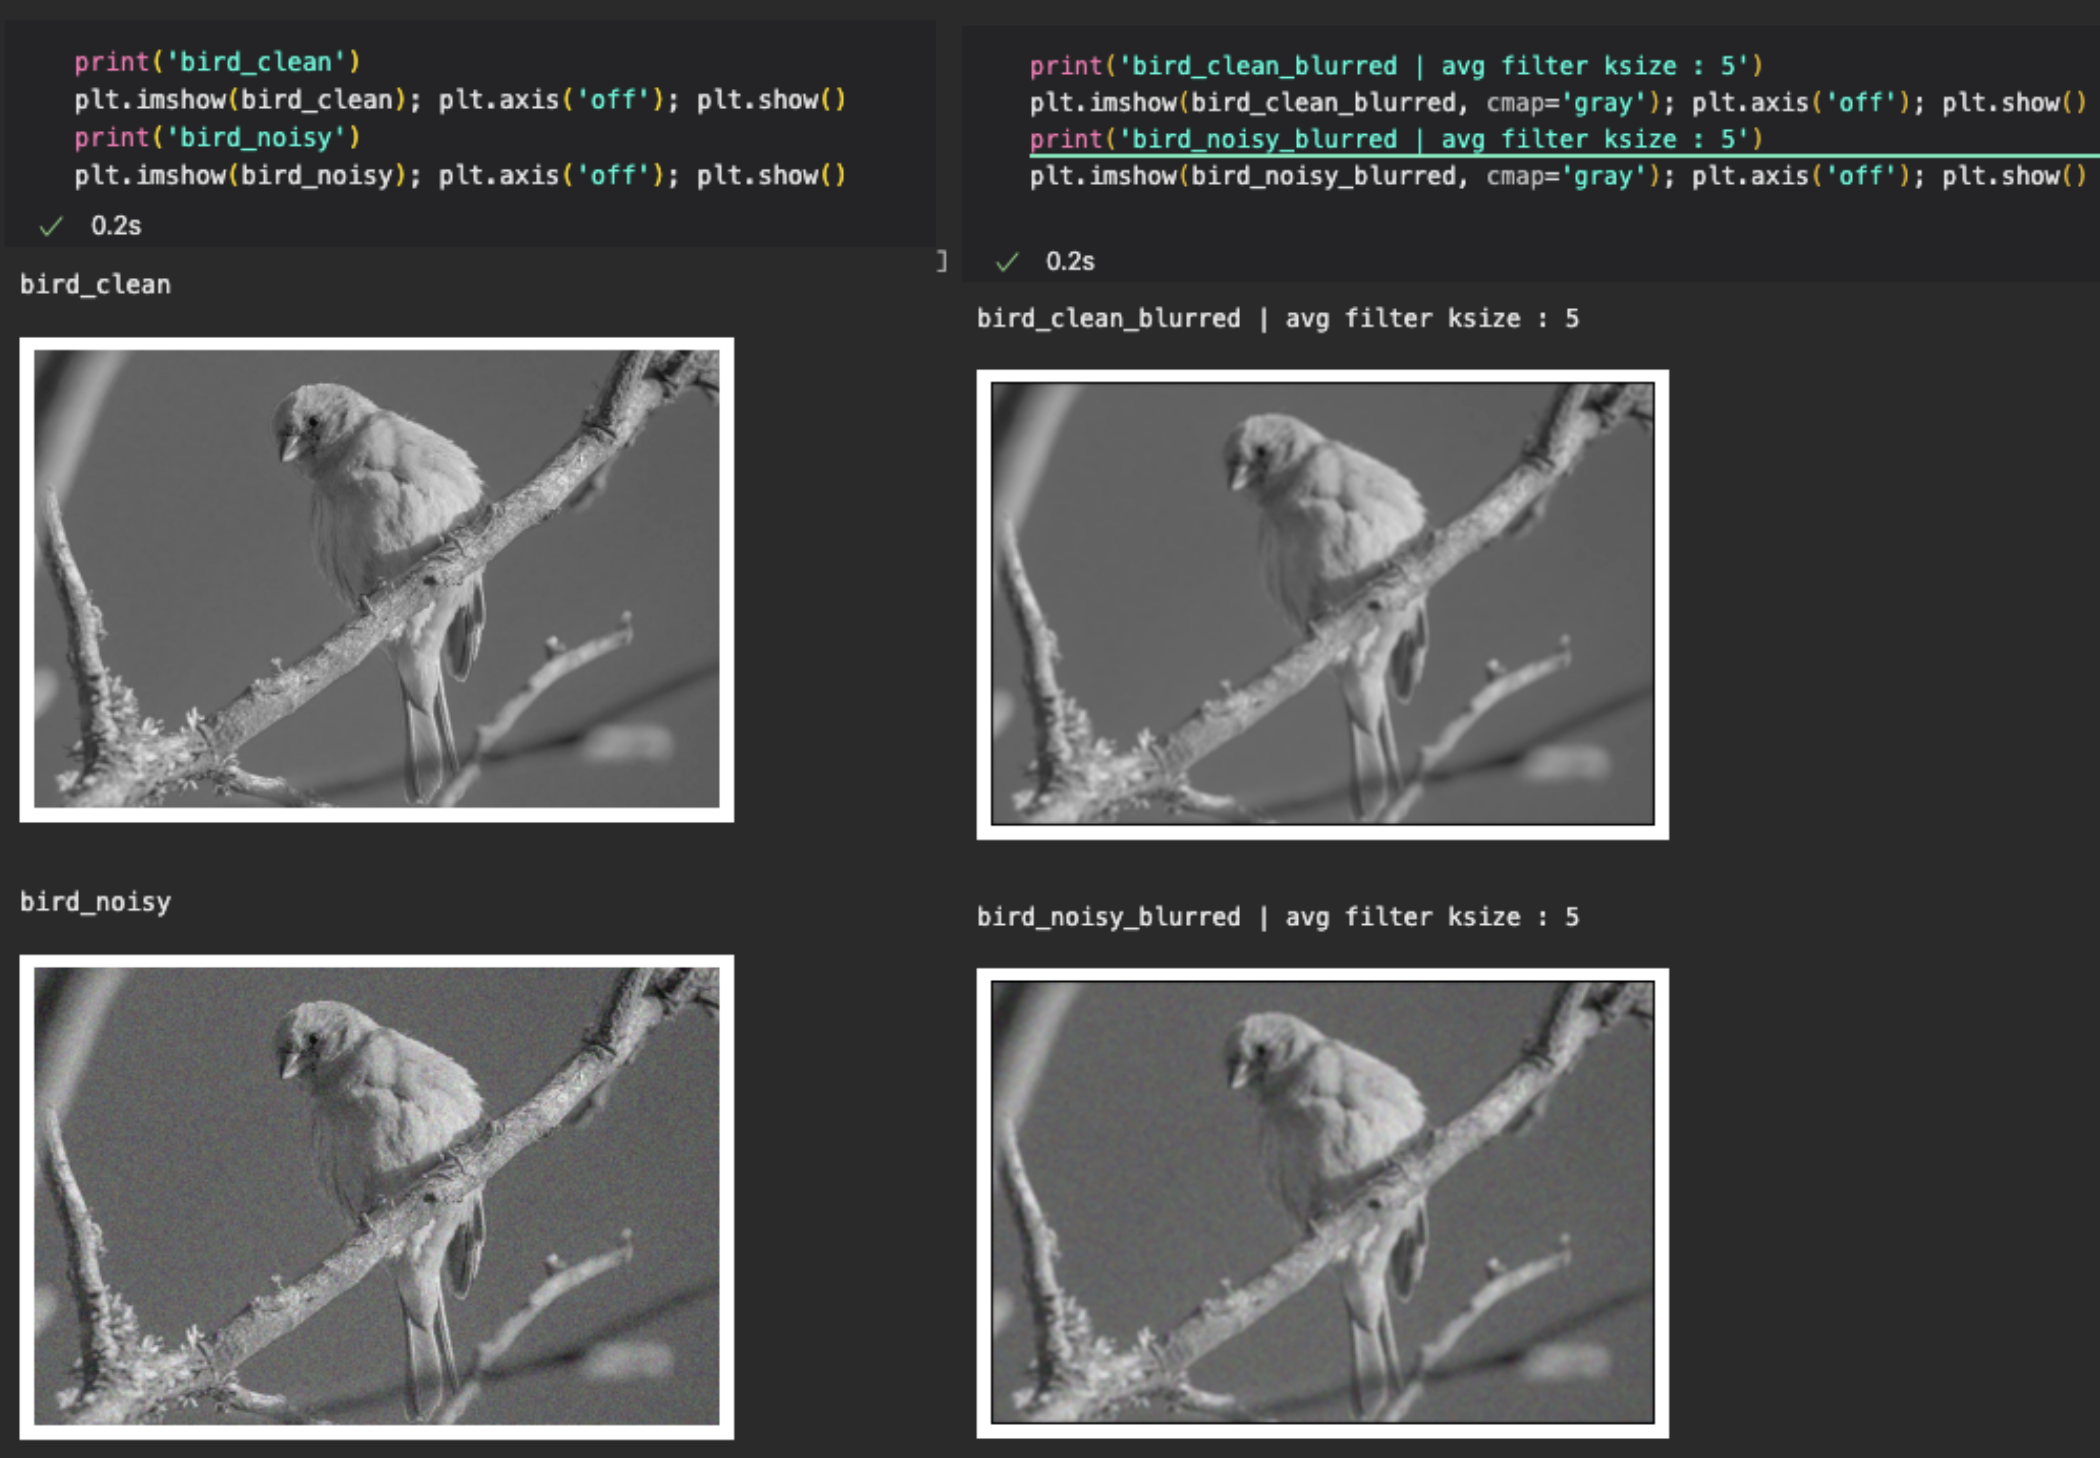 print('bird_clean')
plt.imshow(bird_clean); plt.axis('off'); plt.show()
print('bird_noisy')
plt.imshow(bird_noisy); plt.axis('off'); plt.show()
✓ 0.2s
bird_clean
bird_noisy
]
print('bird_clean_blurred | avg filter ksize : 5')
plt.imshow(bird_clean_blurred, cmap='gray'); plt.axis('off'); plt.show()
print('bird_noisy_blurred | avg filter ksize : 5')
plt.imshow(bird_noisy_blurred, cmap='gray'); plt.axis('off'); plt.show()
✓ 0.2s
bird_clean_blurred | avg filter ksize : 5
bird_noisy_blurred | avg filter ksize : 5